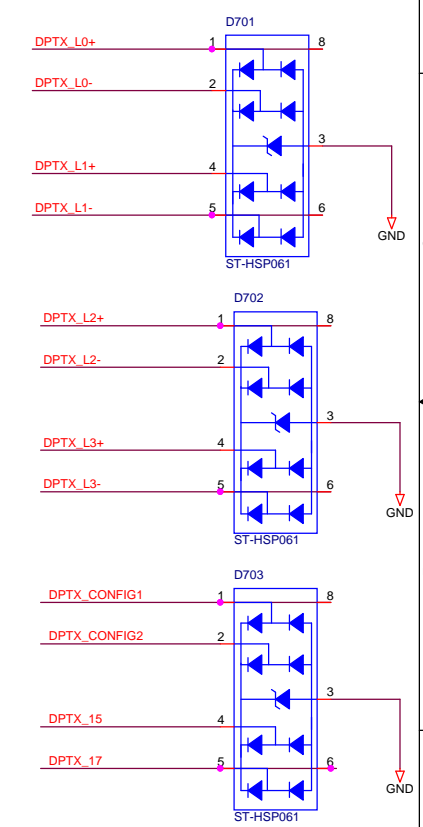 D701
DPTX_L0+ 1 8
DPTX_L0- 2
3
DPTX_L1+ 4
DPTX_L1- 5 6
GND
ST-HSP061
D702
DPTX_L2+ 1 8
DPTX_L2- 2
3
DPTX_L3+ 4
DPTX_L3- 5 6
GND
ST-HSP061
D703
DPTX_CONFIG1 1 8
DPTX_CONFIG2 2
3
DPTX_15 4
DPTX_17 5 6
GND
ST-HSP061